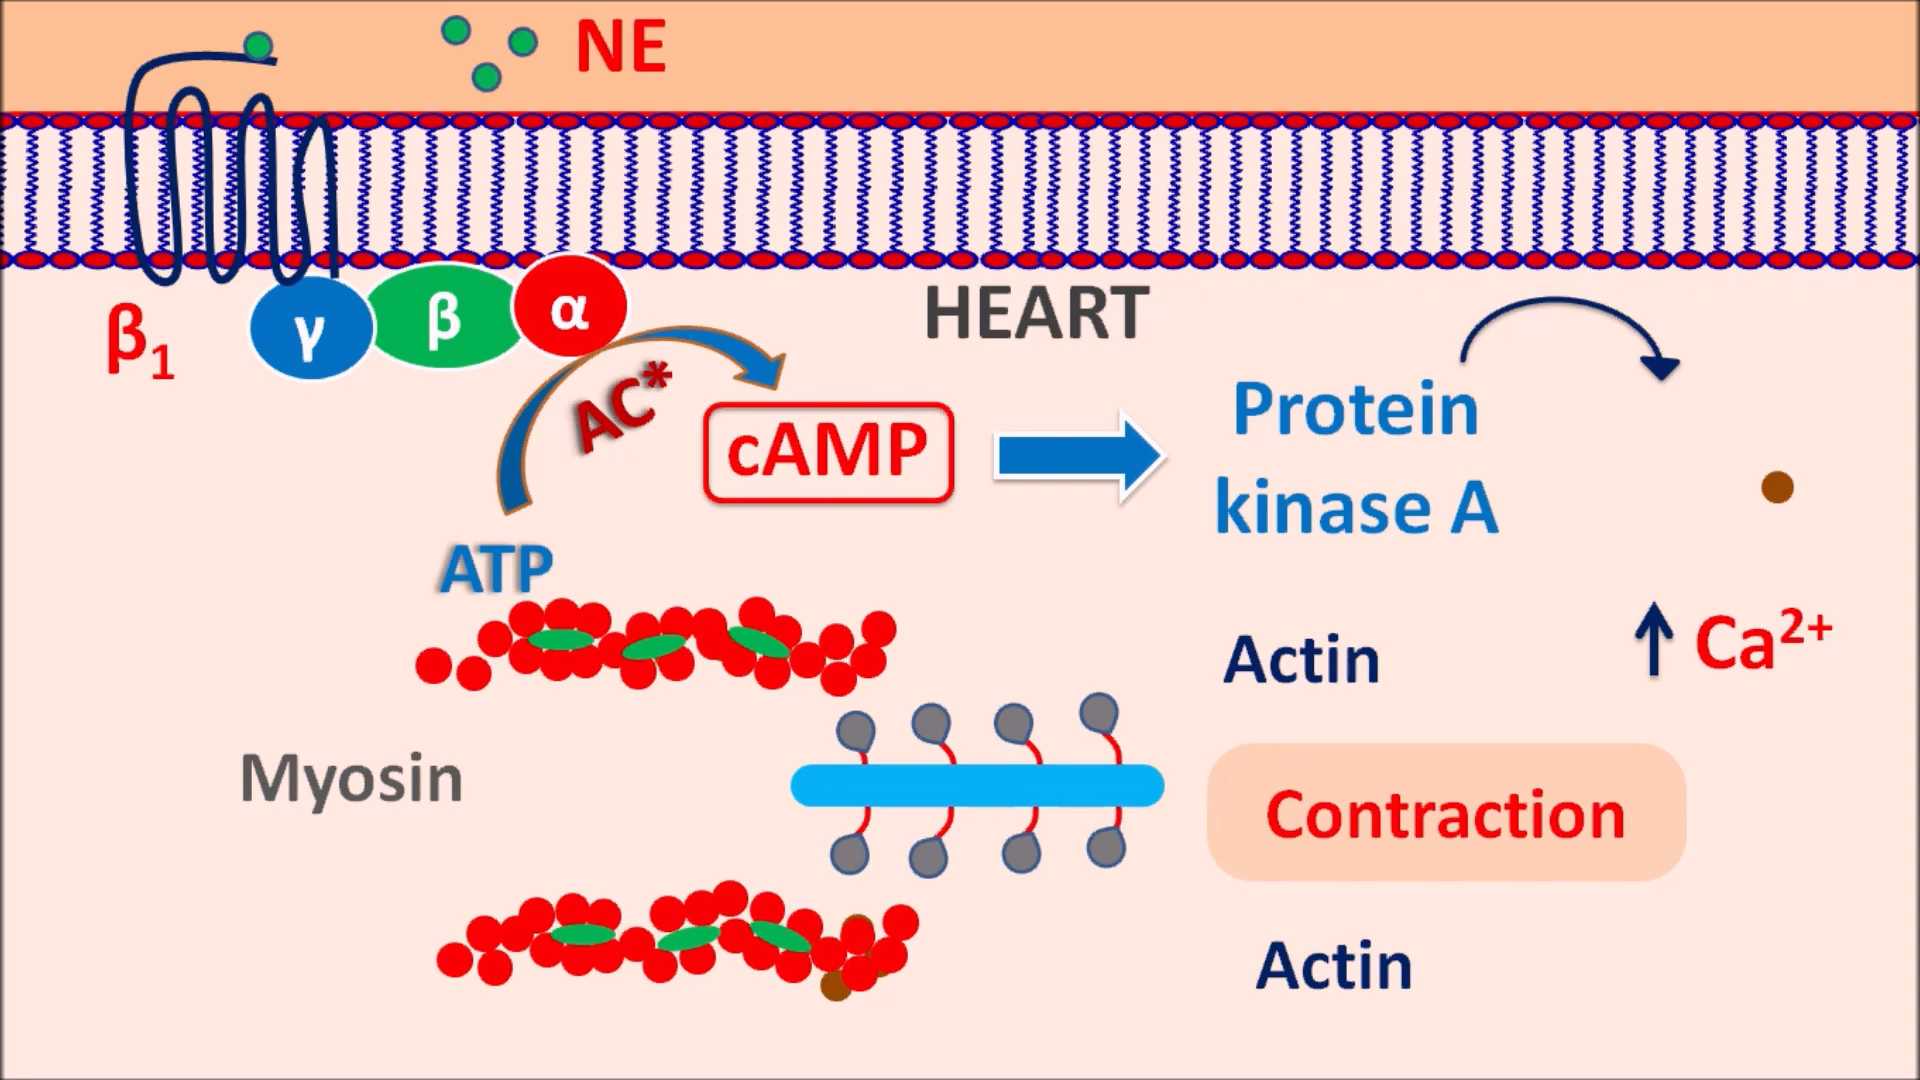 NE
γ
β
α
β₁
HEART
AC*
cAMP
Protein
kinase A
ATP
Actin
Ca²⁺
Myosin
Contraction
Actin